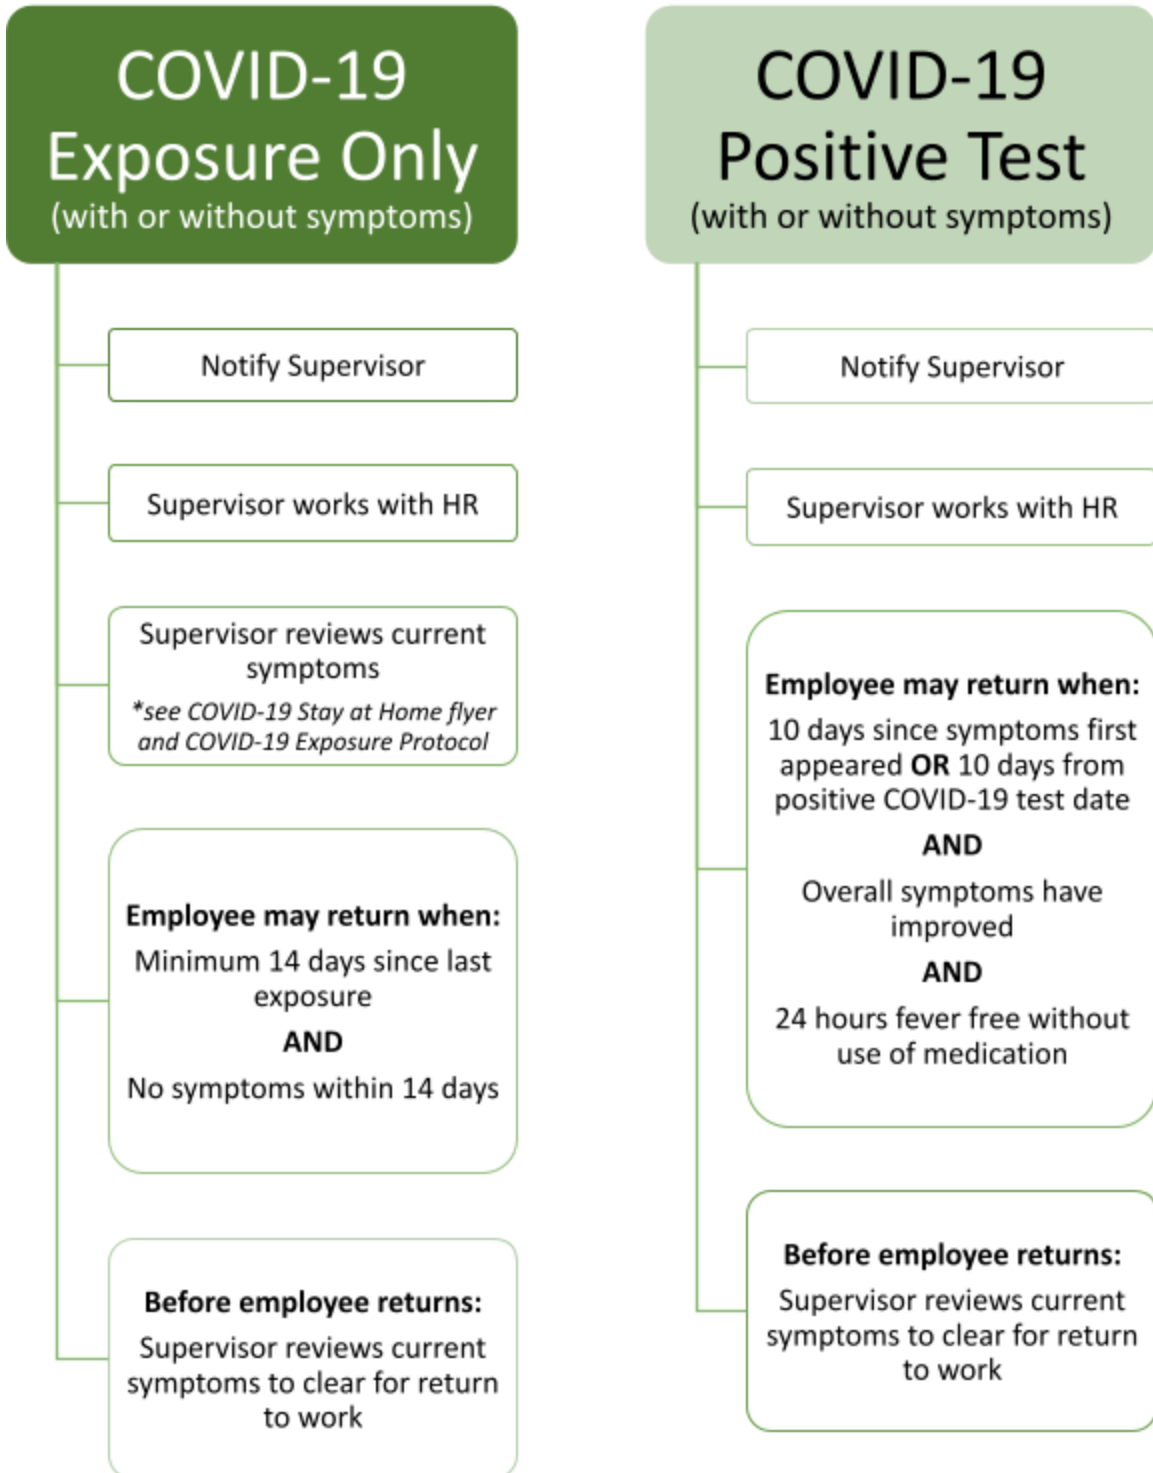 COVID-19
Exposure Only
(with or without symptoms)
Notify Supervisor
Supervisor works with HR
Supervisor reviews current
symptoms
*see COVID-19 Stay at Home flyer
and COVID-19 Exposure Protocol
Employee may return when:
Minimum 14 days since last
exposure
AND
No symptoms within 14 days
Before employee returns:
Supervisor reviews current
symptoms to clear for return
to work
COVID-19
Positive Test
(with or without symptoms)
Notify Supervisor
Supervisor works with HR
Employee may return when:
10 days since symptoms first
appeared OR 10 days from
positive COVID-19 test date
AND
Overall symptoms have
improved
AND
24 hours fever free without
use of medication
Before employee returns:
Supervisor reviews current
symptoms to clear for return
to work